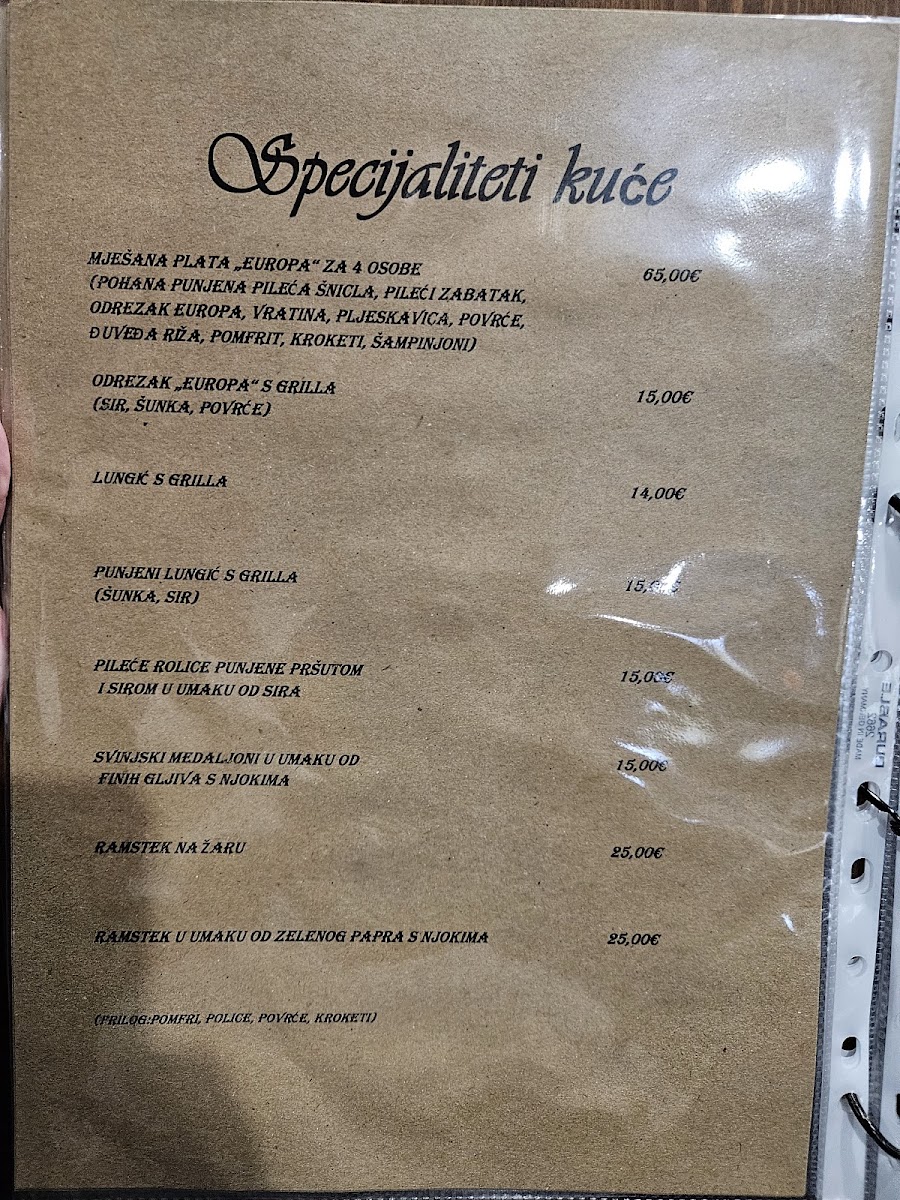 Specijaliteti kuće
MJEŠANA PLATA „EUROPA“ ZA 4 OSOBE 65,00€
(POHANA PUNJENA PILEĆA ŠNICLA, PILEĆI ZABATAK,
ODREZAK EUROPA, VRATINA, PLJESKAVICA, POVRĆE,
ĐUVEĐA RIŽA, POMFRIT, KROKETI, ŠAMPINJONI)
ODREZAK „EUROPA“ S GRILLA 15,00€
(SIR, ŠUNKA, POVRĆE)
LUNGIĆ S GRILLA 14,00€
PUNJENI LUNGIĆ S GRILLA
(ŠUNKA, SIR)
PILEĆE ROLICE PUNJENE PRŠUTOM 15,00€
I SIROM U UMAKU OD SIRA
SVINJSKI MEDALJONI U UMAKU OD 15,00€
FINIH GLJIVA S NJOKIMA
RAMSTEK NA ŽARU 25,00€
RAMSTEK U UMAKU OD ZELENOG PAPRA S NJOKIMA 25,00€
(PRILOG:POMFRI, POLICE, POVRĆE, KROKETI)